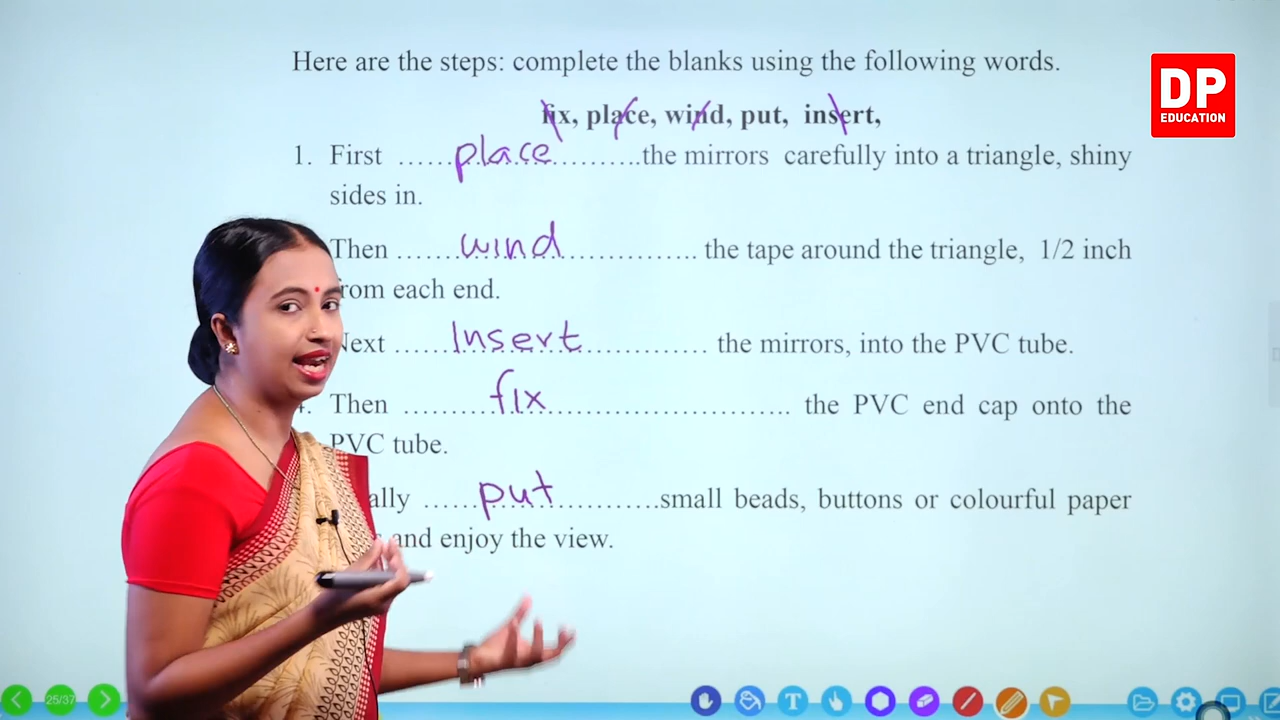 Here are the steps: complete the blanks using the following words.
DP
EDUCATION
fix, place, wind, put, insert,
1. First ...... place ............the mirrors carefully into a triangle, shiny
sides in.
Then ...... wind ................. the tape around the triangle, 1/2 inch
rom each end.
Next ...... Insert ................ the mirrors, into the PVC tube.
4. Then ......... fix ........................... the PVC end cap onto the
PVC tube.
ally ...... put ............small beads, buttons or colourful paper
and enjoy the view.
25/37
T